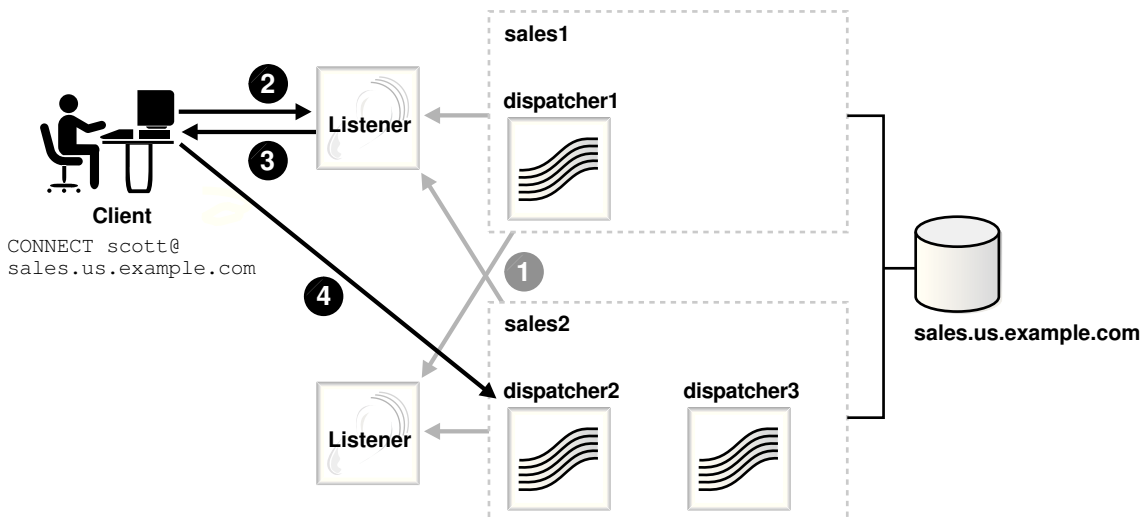 sales1
2
dispatcher1
Listener
3
Client
CONNECT scott@
sales.us.example.com
1
4
sales2
sales.us.example.com
dispatcher2
dispatcher3
Listener